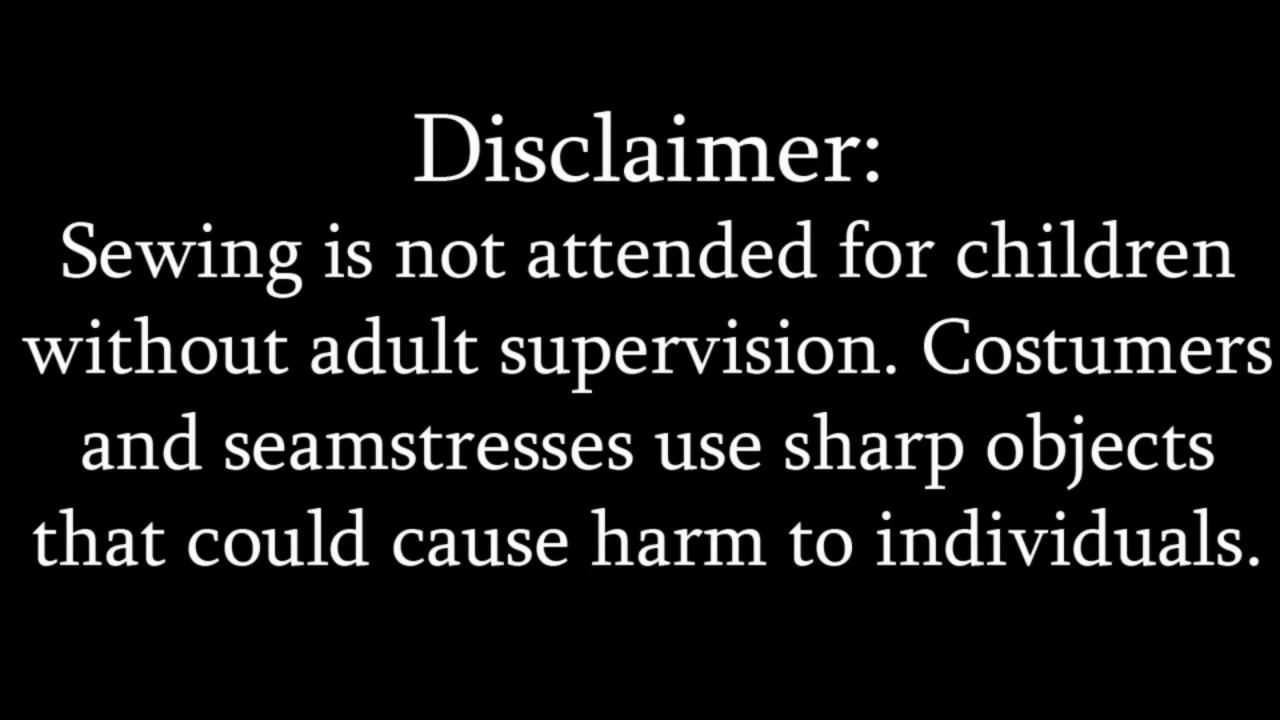 Disclaimer:
Sewing is not attended for children
without adult supervision. Costumers
and seamstresses use sharp objects
that could cause harm to individuals.